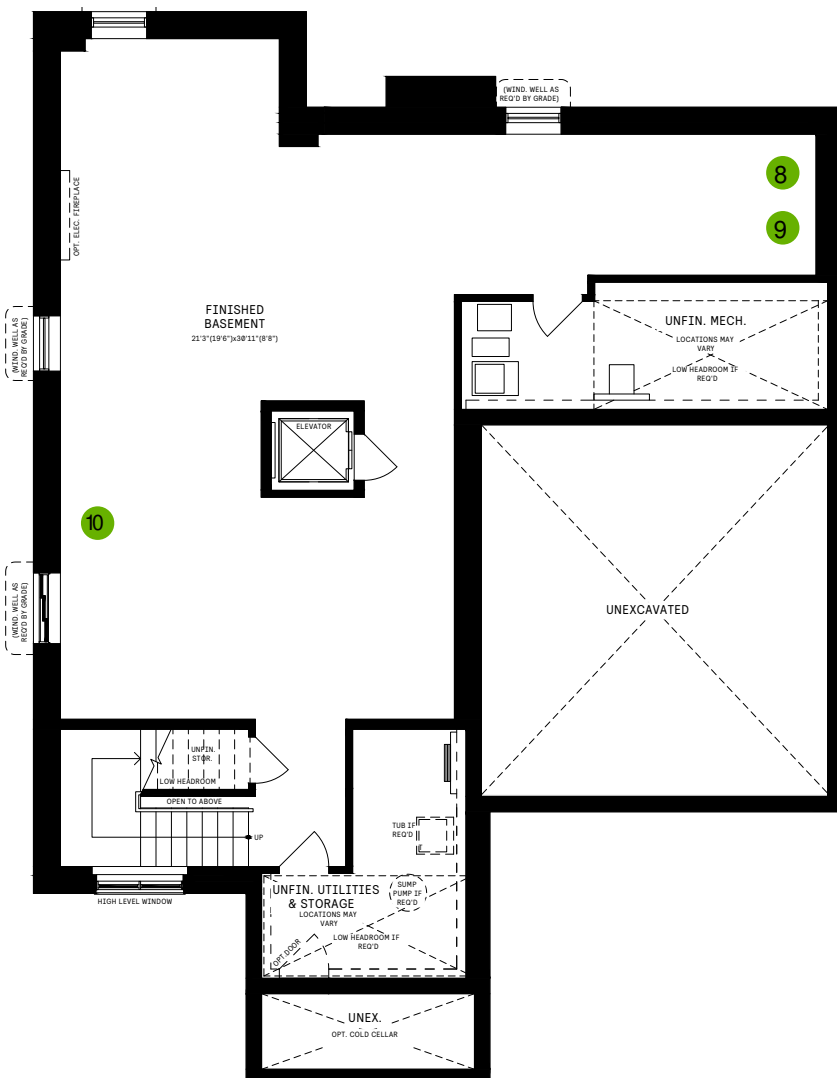 (WIND. WELL AS
REQ'D BY GRADE)
8
OPT. ELEC. FIREPLACE
9
FINISHED
BASEMENT
21'3"(19'6")x30'11"(8'8")
(WIND. WELL AS
REQ'D BY GRADE)
UNFIN. MECH.
LOCATIONS MAY
VARY
LOW HEADROOM IF
REQ'D
ELEVATOR
10
(WIND. WELL AS
REQ'D BY GRADE)
UNEXCAVATED
UNFIN.
STOR.
LOW HEADROOM
OPEN TO ABOVE
UP
TUB IF
REQ'D
HIGH LEVEL WINDOW
UNFIN. UTILITIES
& STORAGE
LOCATIONS MAY
VARY
SUMP
PUMP IF
REQ'D
LOW HEADROOM IF
REQ'D
OPT. DOOR
UNEX.
OPT. COLD CELLAR